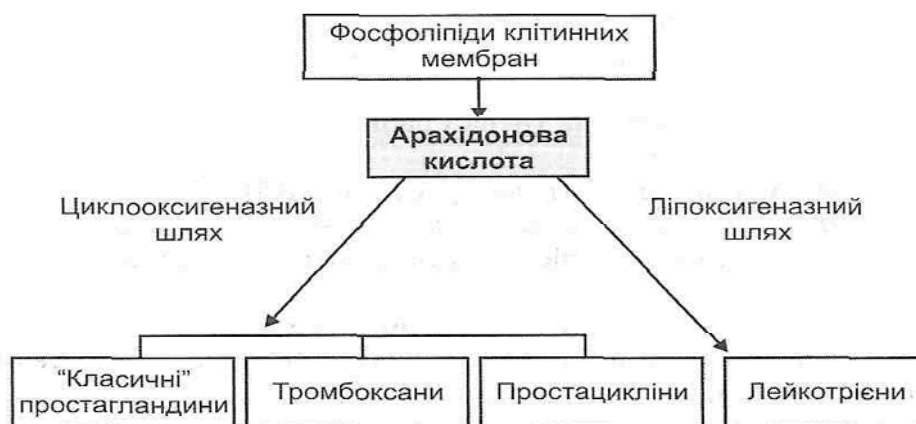 Фосфоліпіди клітинних
мембран
Арахідонова
кислота
Циклооксигеназний
шлях
Ліпоксигеназний
шлях
“Класичні”
простагландини
Тромбоксани
Простацикліни
Лейкотрієни